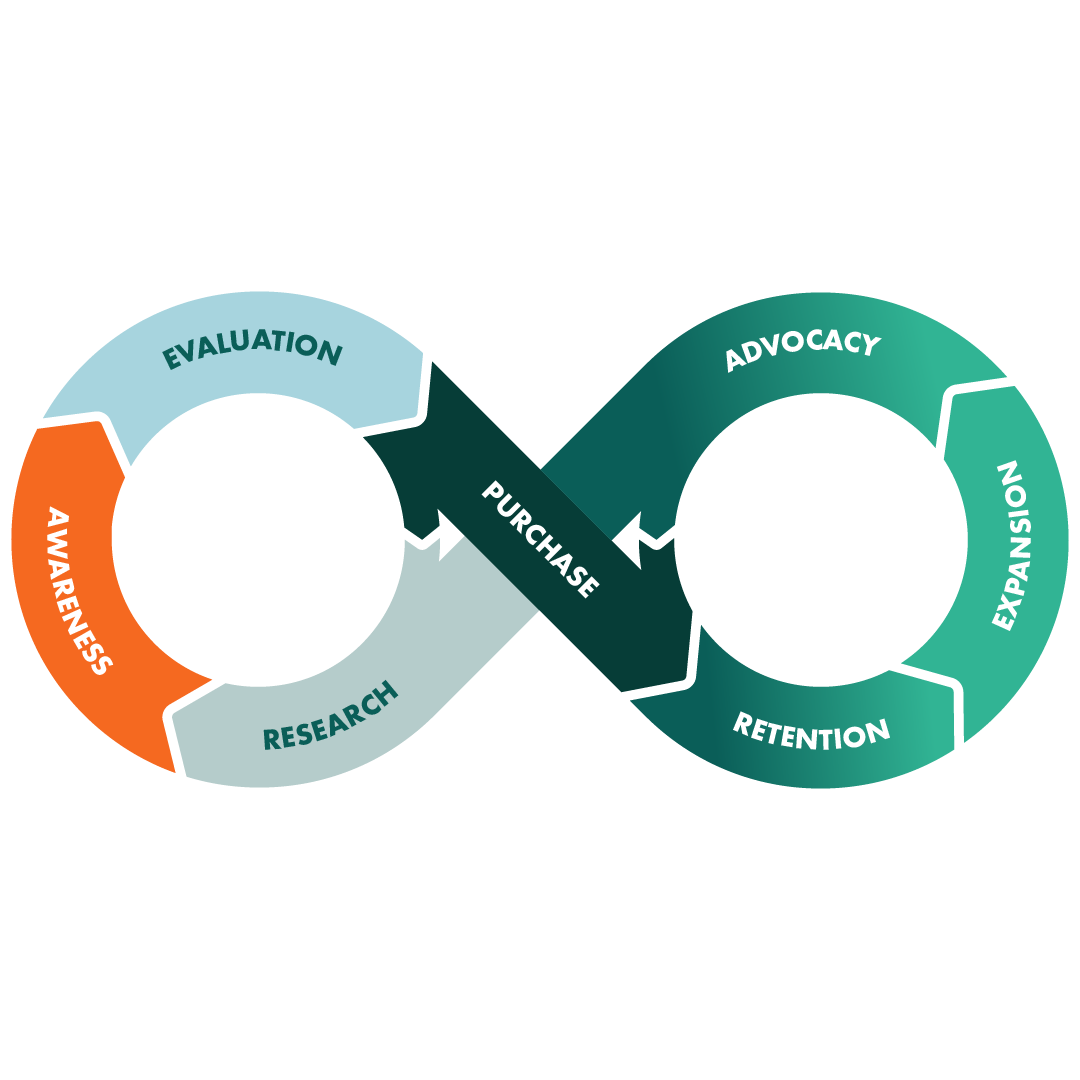 EVALUATION
AWARENESS
RESEARCH
PURCHASE
ADVOCACY
EXPANSION
RETENTION